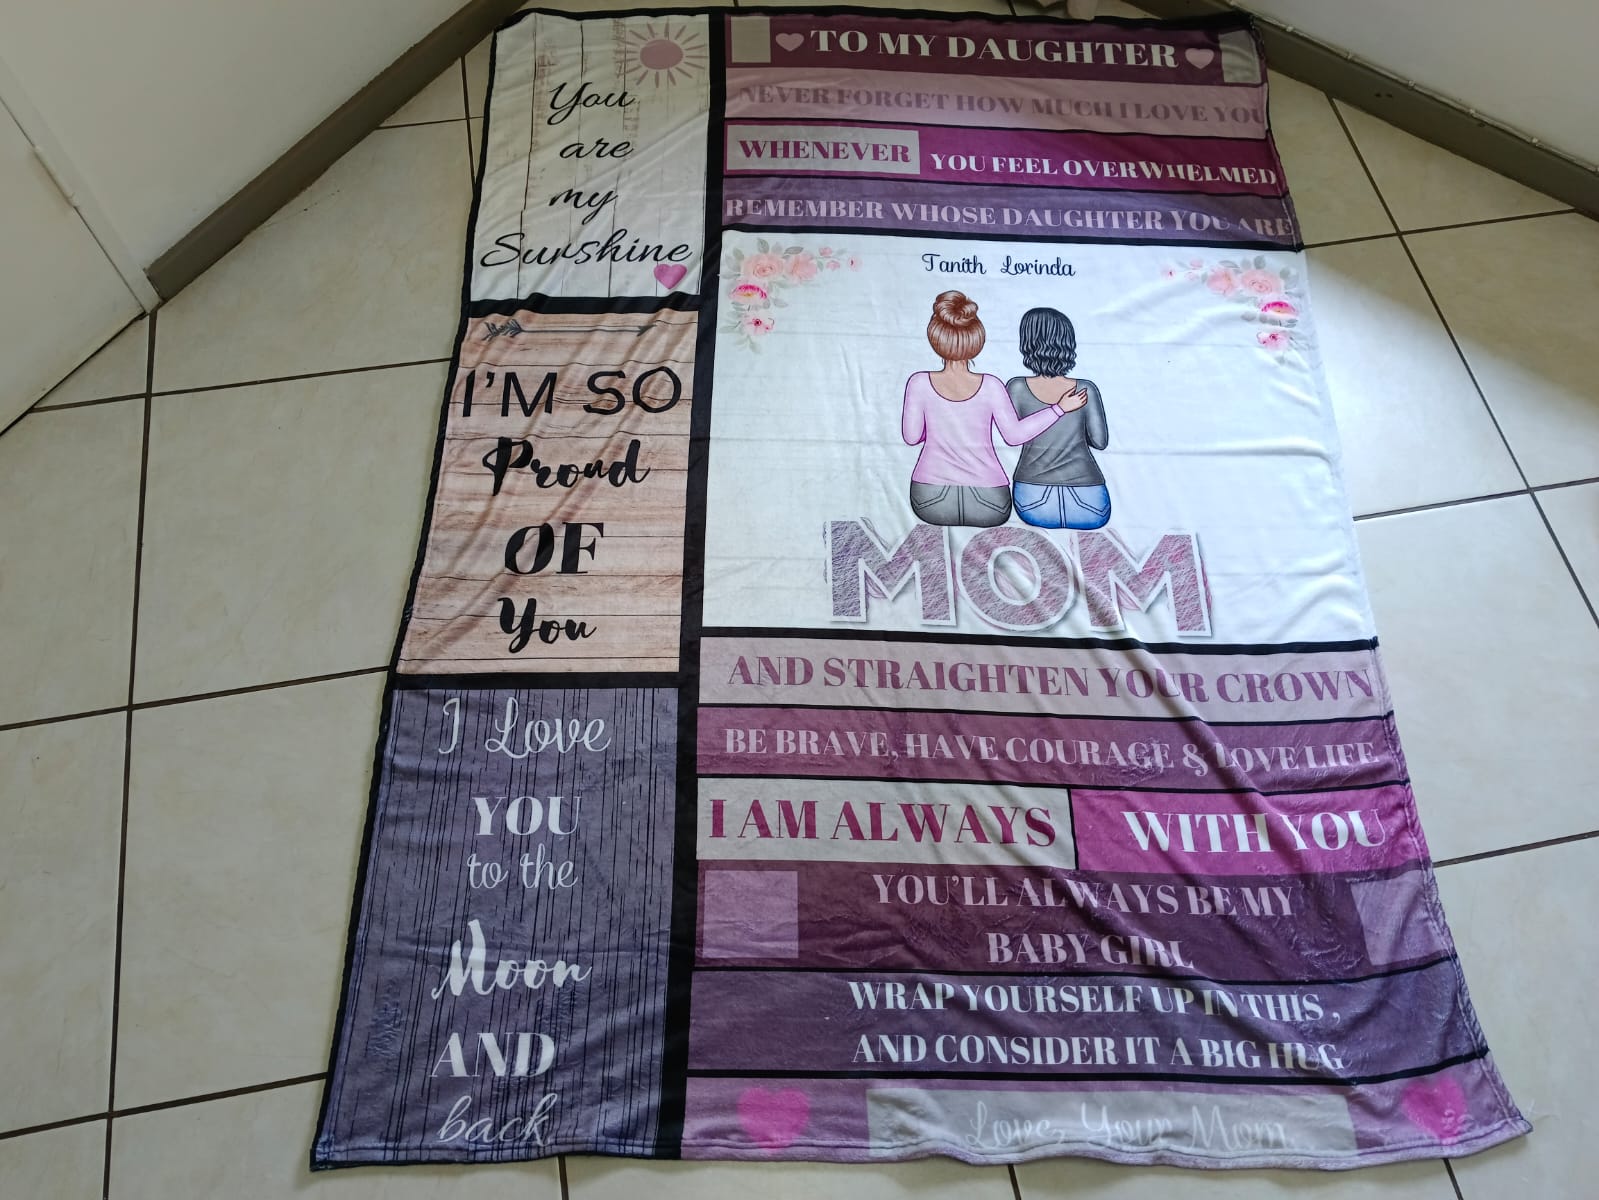 You
are
my
Sunshine
I'M SO
Proud
OF
You
I Love
YOU
to the
Moon
AND
back
TO MY DAUGHTER
NEVER FORGET HOW MUCH I LOVE YOU
WHENEVER YOU FEEL OVERWHELMED
REMEMBER WHOSE DAUGHTER YOU ARE
Tanith Lorinda
MOM
AND STRAIGHTEN YOUR CROWN
BE BRAVE, HAVE COURAGE & LOVE LIFE
I AM ALWAYS WITH YOU
YOU'LL ALWAYS BE MY
BABY GIRL
WRAP YOURSELF UP IN THIS ,
AND CONSIDER IT A BIG HUG
Love, Your Mom